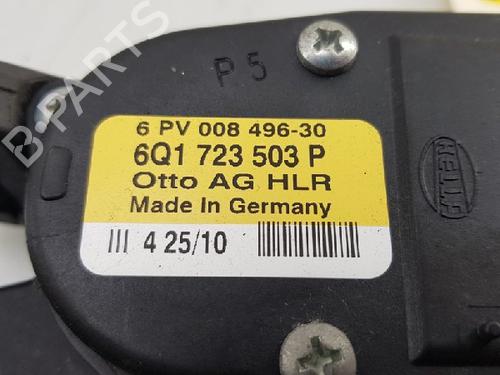 P 5
6 PV 008 496-30
6Q1 723 503 P
Otto AG HLR
Made In Germany
4 25/10
HELLA
B-PARTS